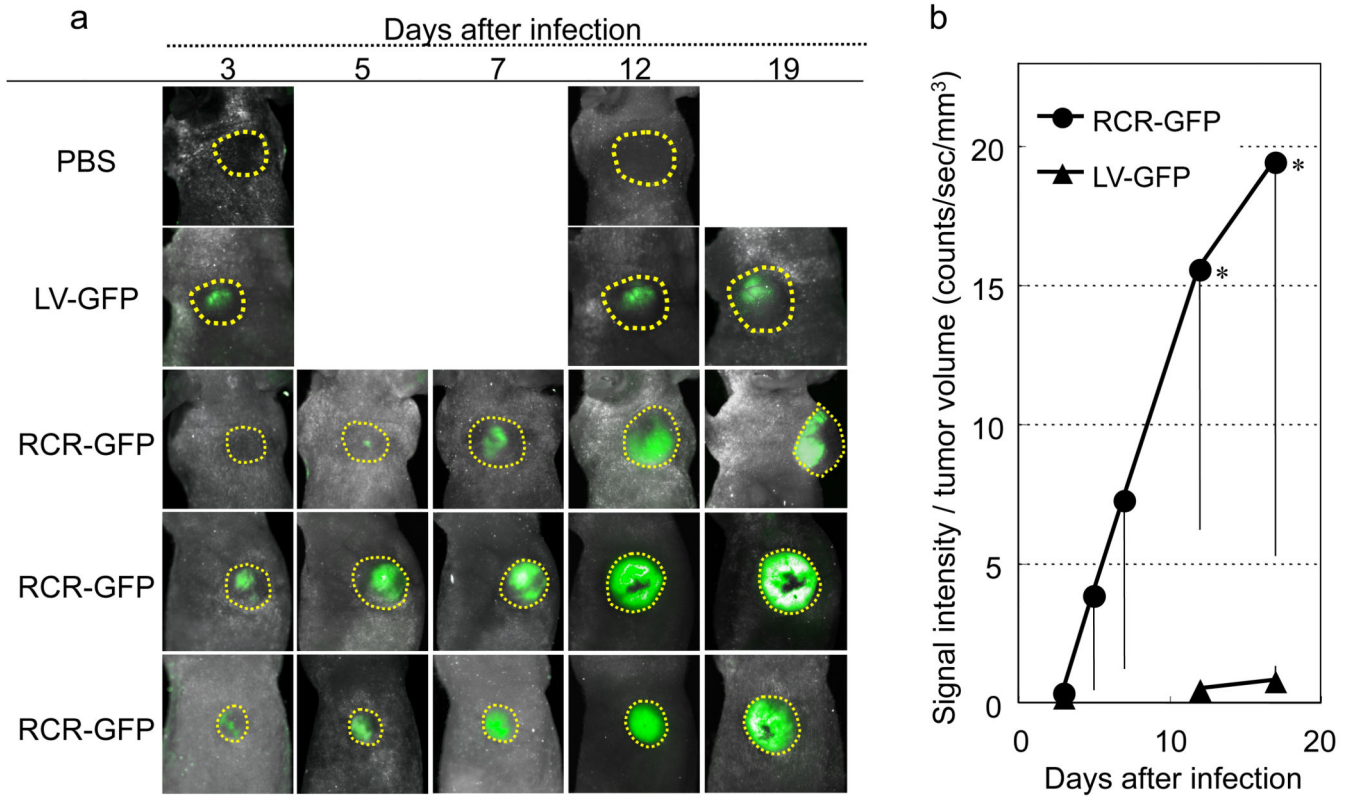 a
Days after infection
3 5 7 12 19
PBS
LV-GFP
RCR-GFP
RCR-GFP
RCR-GFP
b
Signal intensity / tumor volume (counts/sec/mm³)
20
15
10
5
0
RCR-GFP
LV-GFP
*
*
0 10 20
Days after infection